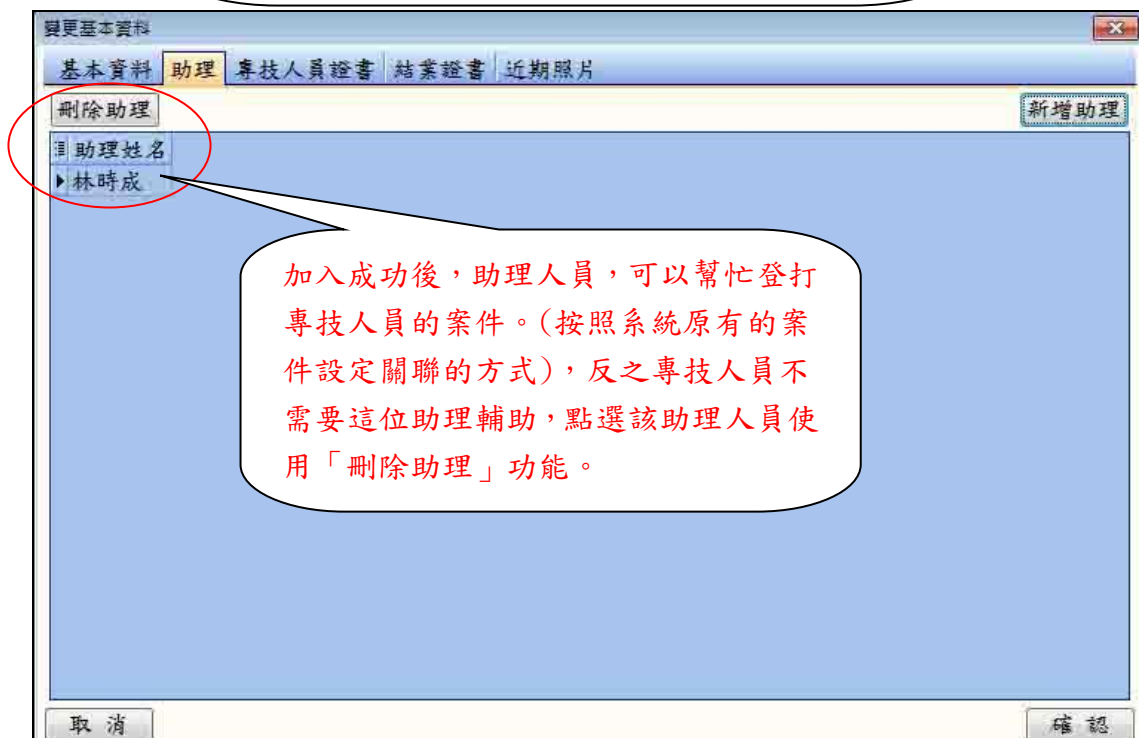 變更基本資料
基本資料 助理 專技人員證書 結業證書 近期照片
刪除助理 新增助理
助理姓名
林時成
加入成功後，助理人員，可以幫忙登打
專技人員的案件。(按照系統原有的案
件設定關聯的方式)，反之專技人員不
需要這位助理輔助，點選該助理人員使
用「刪除助理」功能。
取 消 確 認